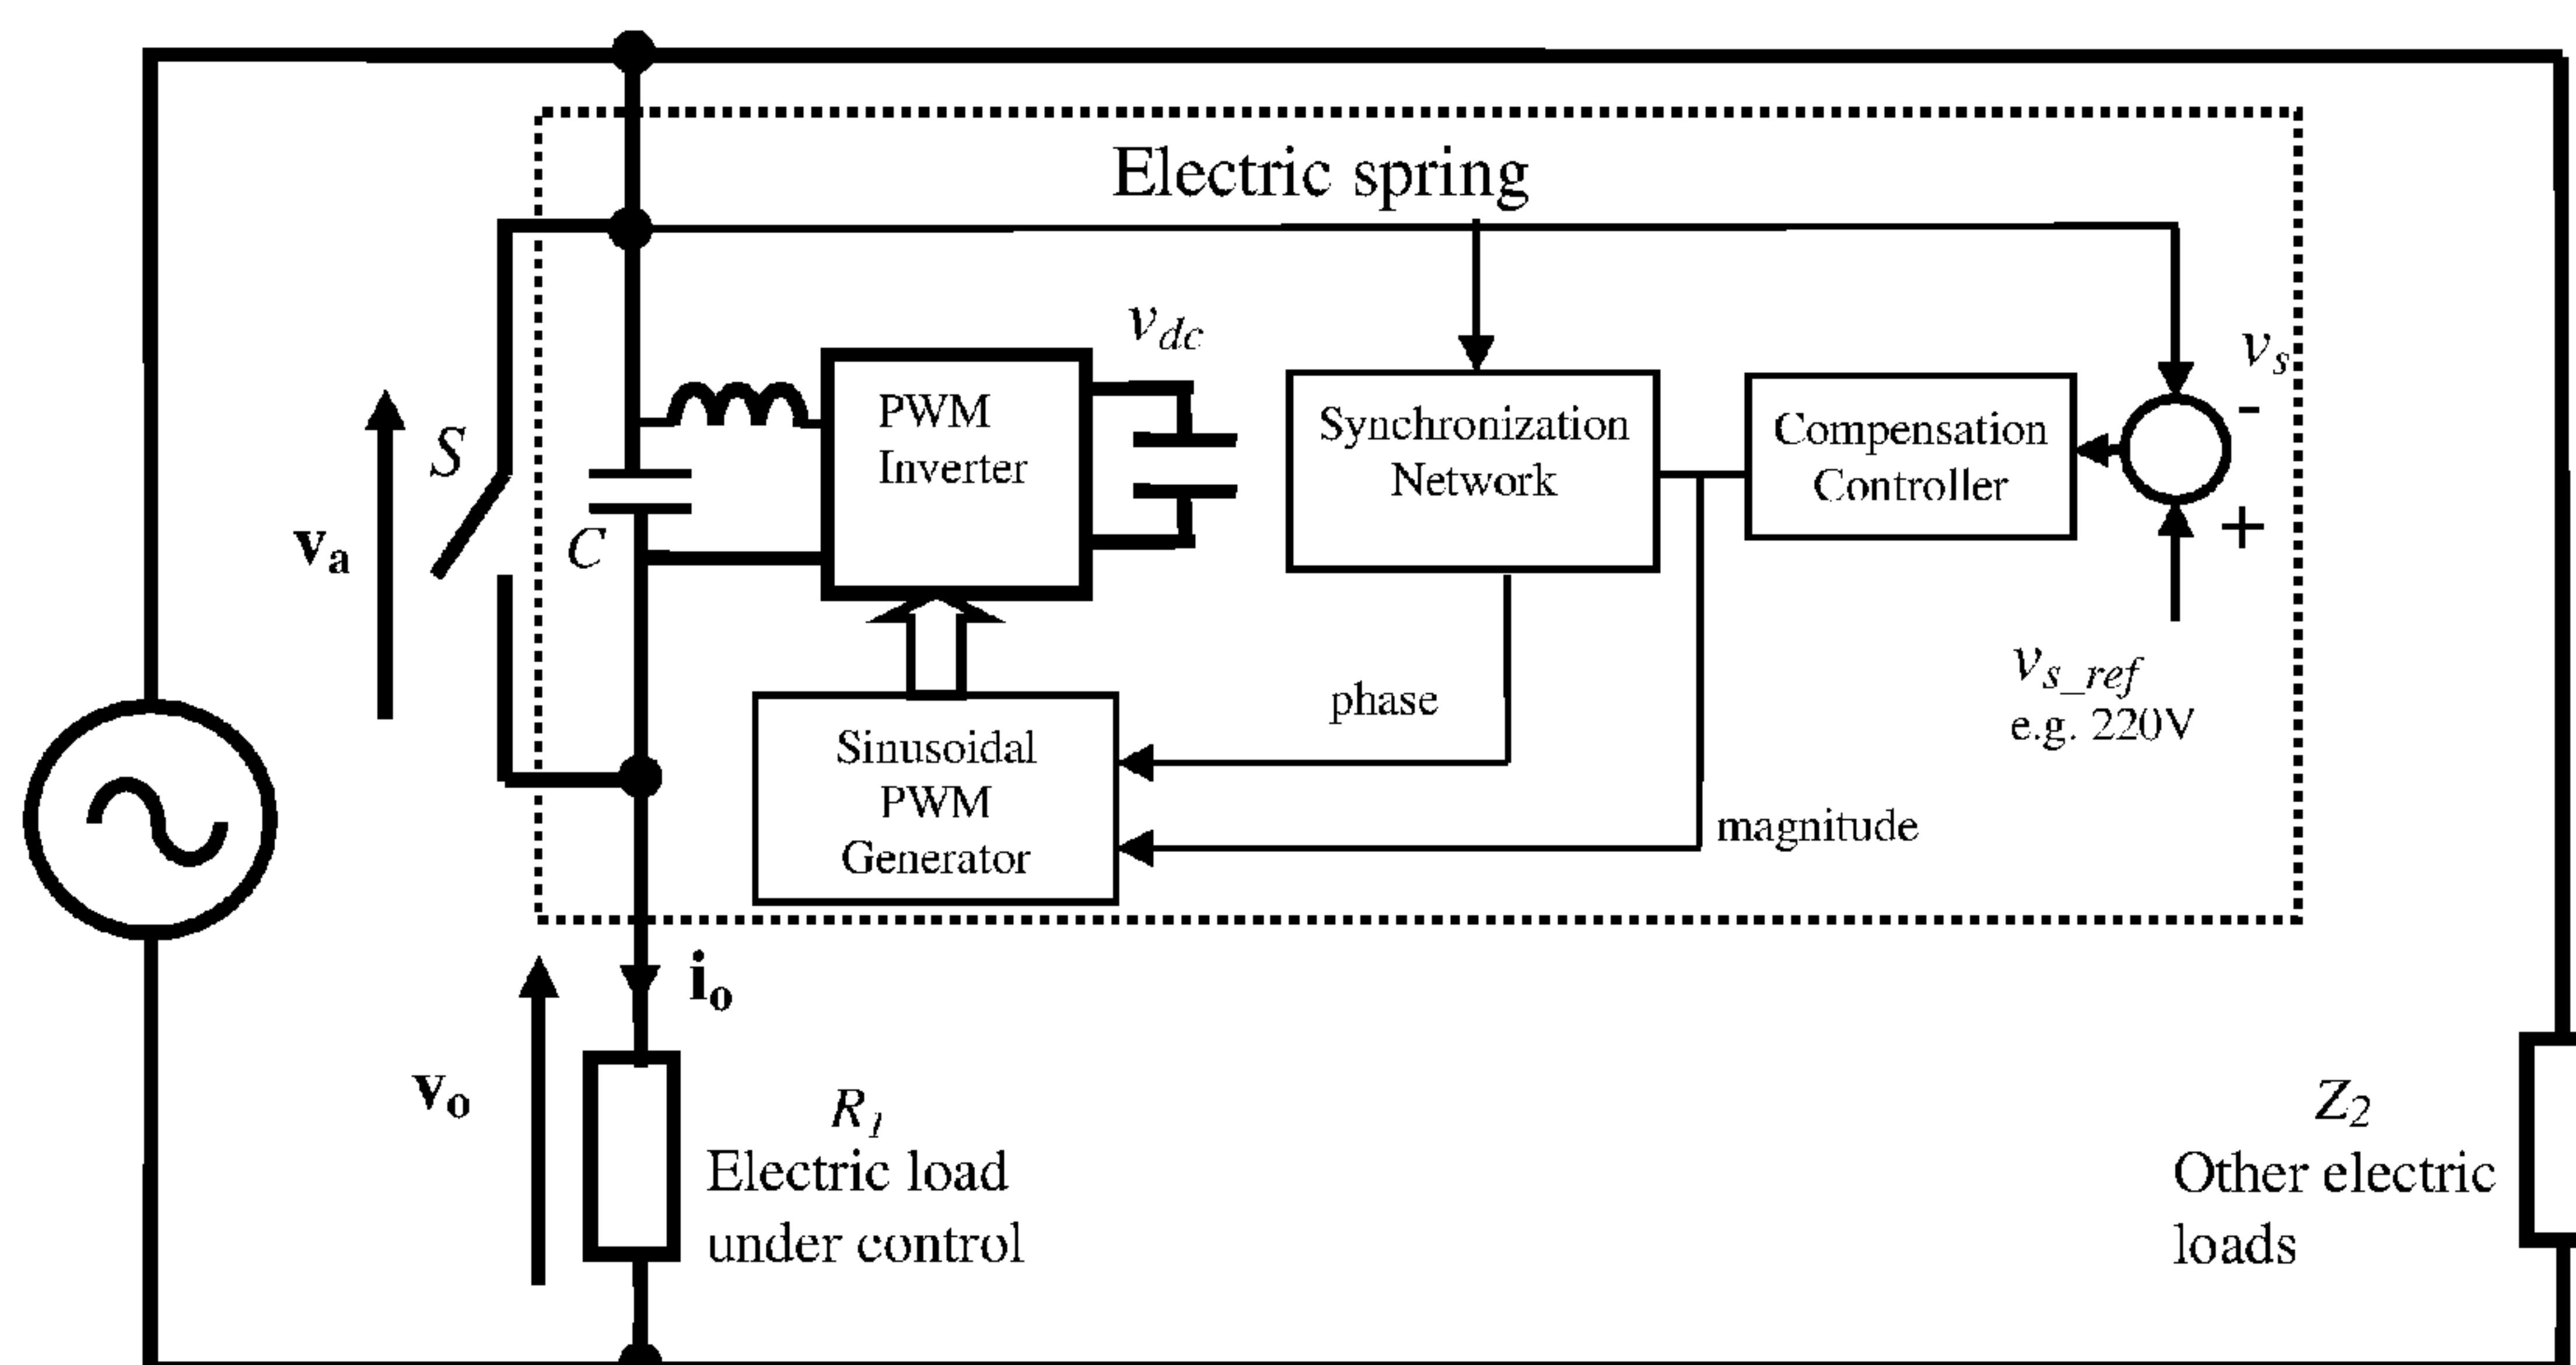 Electric spring
v_dc
v_s
PWM
Inverter
Synchronization
Network
Compensation
Controller
-
S
+
v_a
C
v_s_ref
e.g. 220V
phase
Sinusoidal
PWM
Generator
magnitude
i_o
v_o
R_1
Electric load
under control
Z_2
Other electric
loads